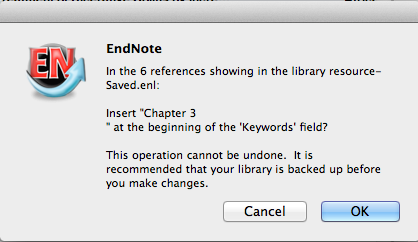 EN
EndNote
In the 6 references showing in the library resource-
Saved.enl:
Insert "Chapter 3
" at the beginning of the 'Keywords' field?
This operation cannot be undone. It is
recommended that your library is backed up before
you make changes.
Cancel
OK